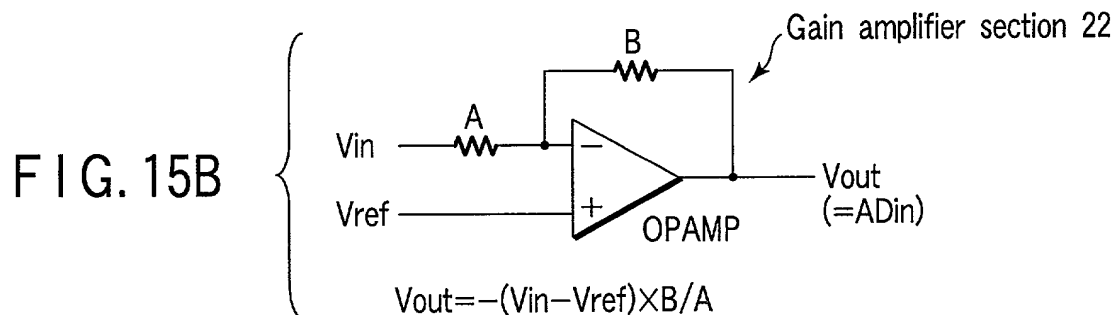 Gain amplifier section 22
B
A
Vin
−
FIG. 15B
Vref
+
OPAMP
Vout
(=ADin)
Vout=−(Vin−Vref)×B/A